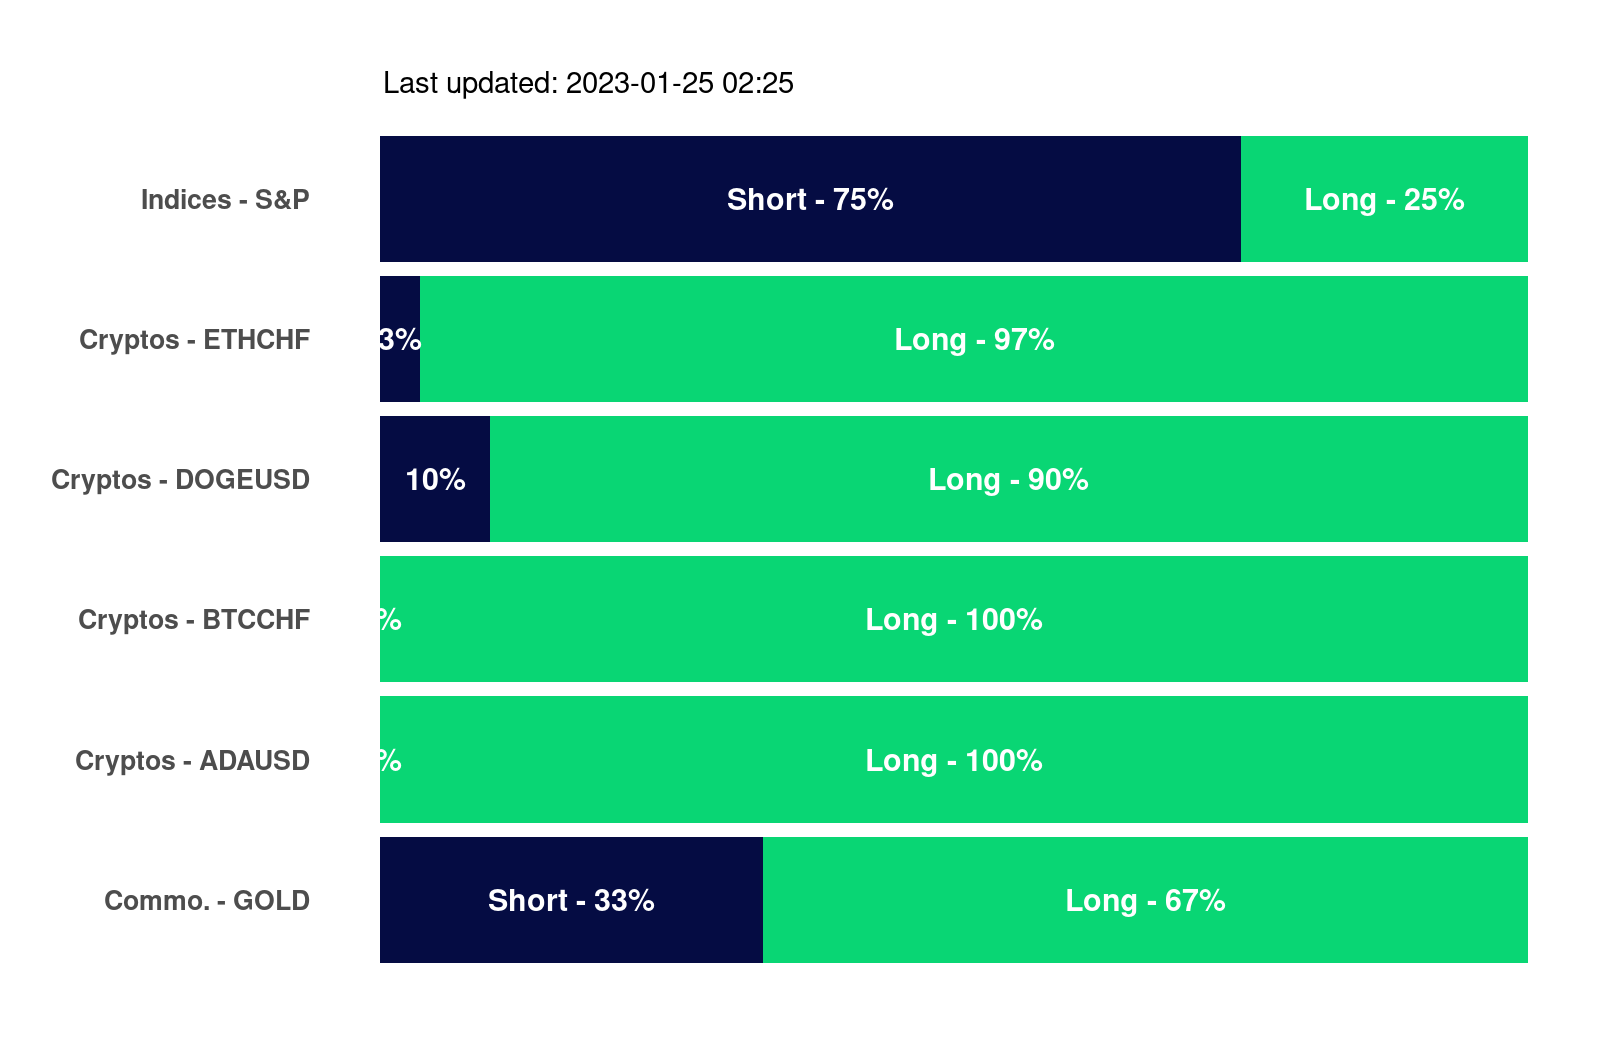 Last updated: 2023-01-25 02:25
Indices - S&P Short - 75% Long - 25%
Cryptos - ETHCHF 3% Long - 97%
Cryptos - DOGEUSD 10% Long - 90%
Cryptos - BTCCHF % Long - 100%
Cryptos - ADAUSD % Long - 100%
Commo. - GOLD Short - 33% Long - 67%